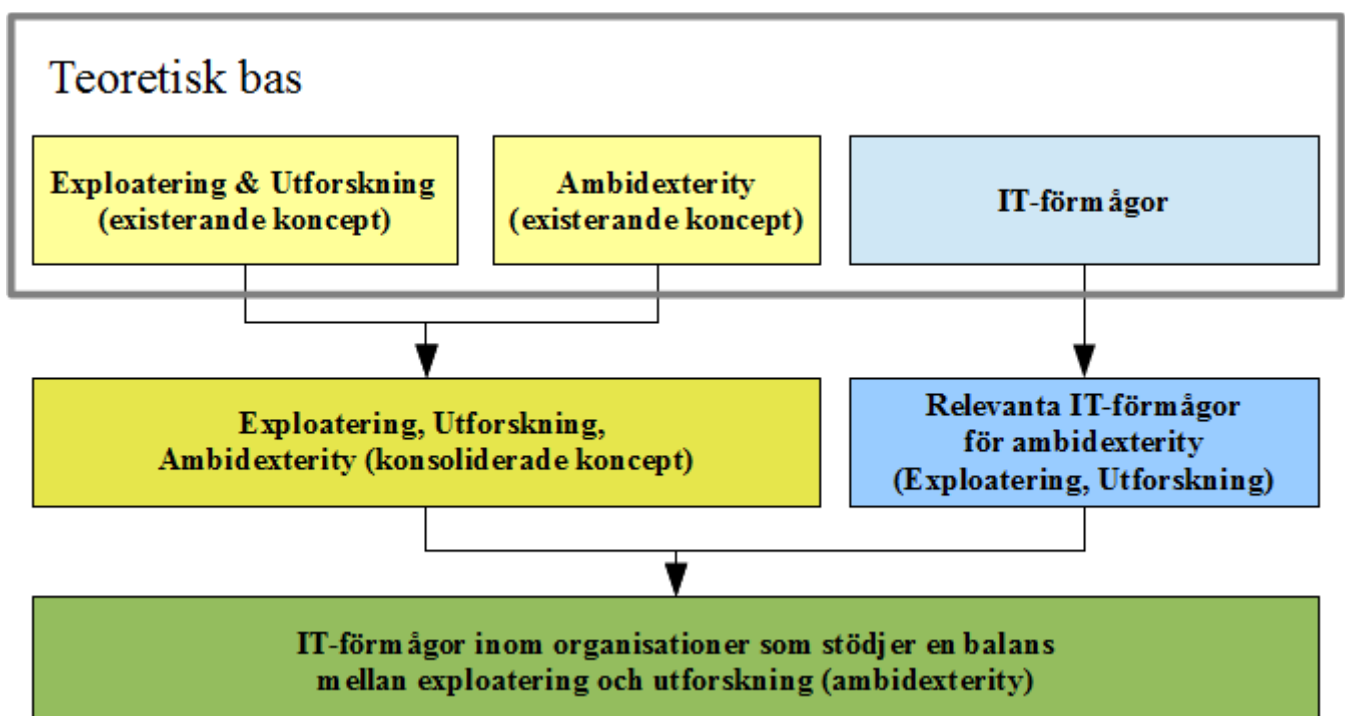 Teoretisk bas
Exploatering & Utforskning
(existerande koncept)
Ambidexterity
(existerande koncept)
IT-förmågor
Exploatering, Utforskning,
Ambidexterity (konsoliderade koncept)
Relevanta IT-förmågor
för ambidexterity
(Exploatering, Utforskning)
IT-förmågor inom organisationer som stödjer en balans
mellan exploatering och utforskning (ambidexterity)